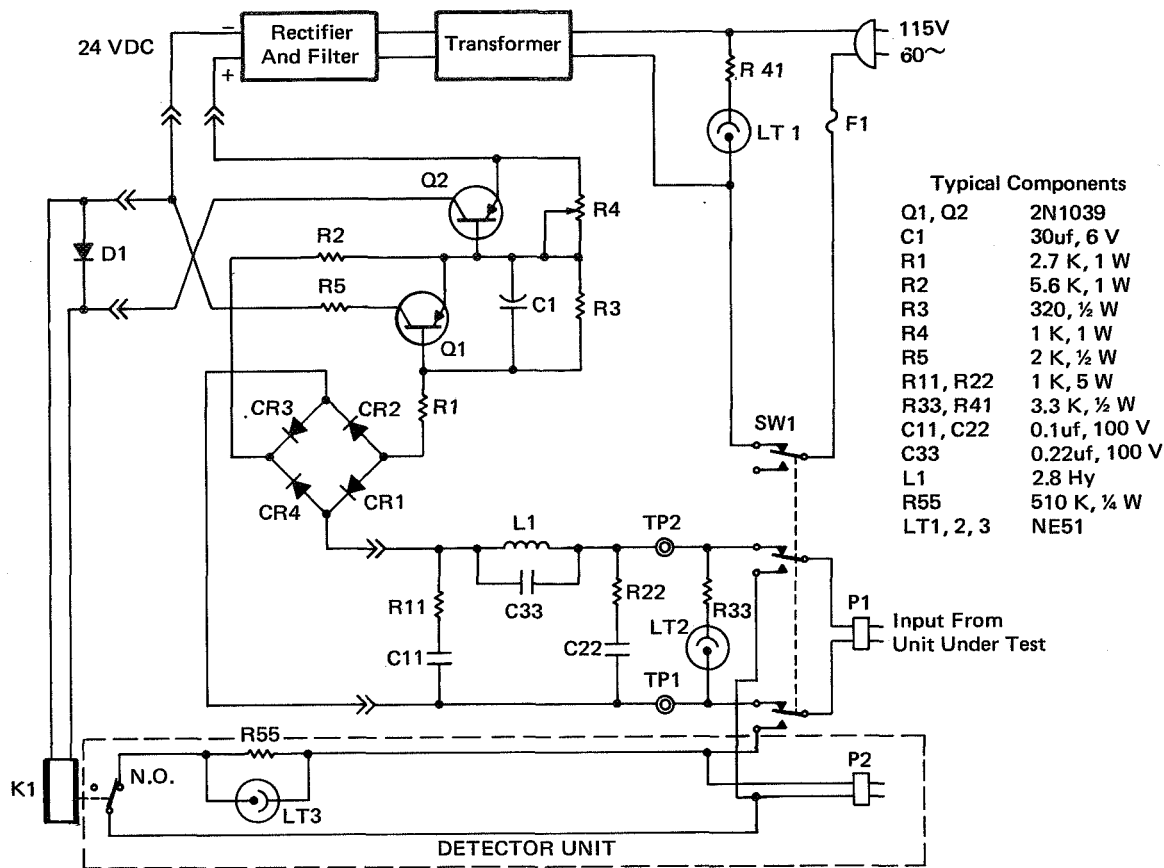 24 VDC
−
+
Rectifier
And Filter
Transformer
115V
60~
R 41
LT 1
F1
Q2
R4
D1
R2
R5
C1
R3
Q1
R1
CR3
CR2
CR4
CR1
SW1
L1
C33
TP2
R11
C11
R22
C22
R33
LT2
TP1
P1
Input From
Unit Under Test
R55
LT3
N.O.
K1
P2
DETECTOR UNIT
Typical Components
Q1, Q2 2N1039
C1 30uf, 6 V
R1 2.7 K, 1 W
R2 5.6 K, 1 W
R3 320, ½ W
R4 1 K, 1 W
R5 2 K, ½ W
R11, R22 1 K, 5 W
R33, R41 3.3 K, ½ W
C11, C22 0.1uf, 100 V
C33 0.22uf, 100 V
L1 2.8 Hy
R55 510 K, ¼ W
LT1, 2, 3 NE51